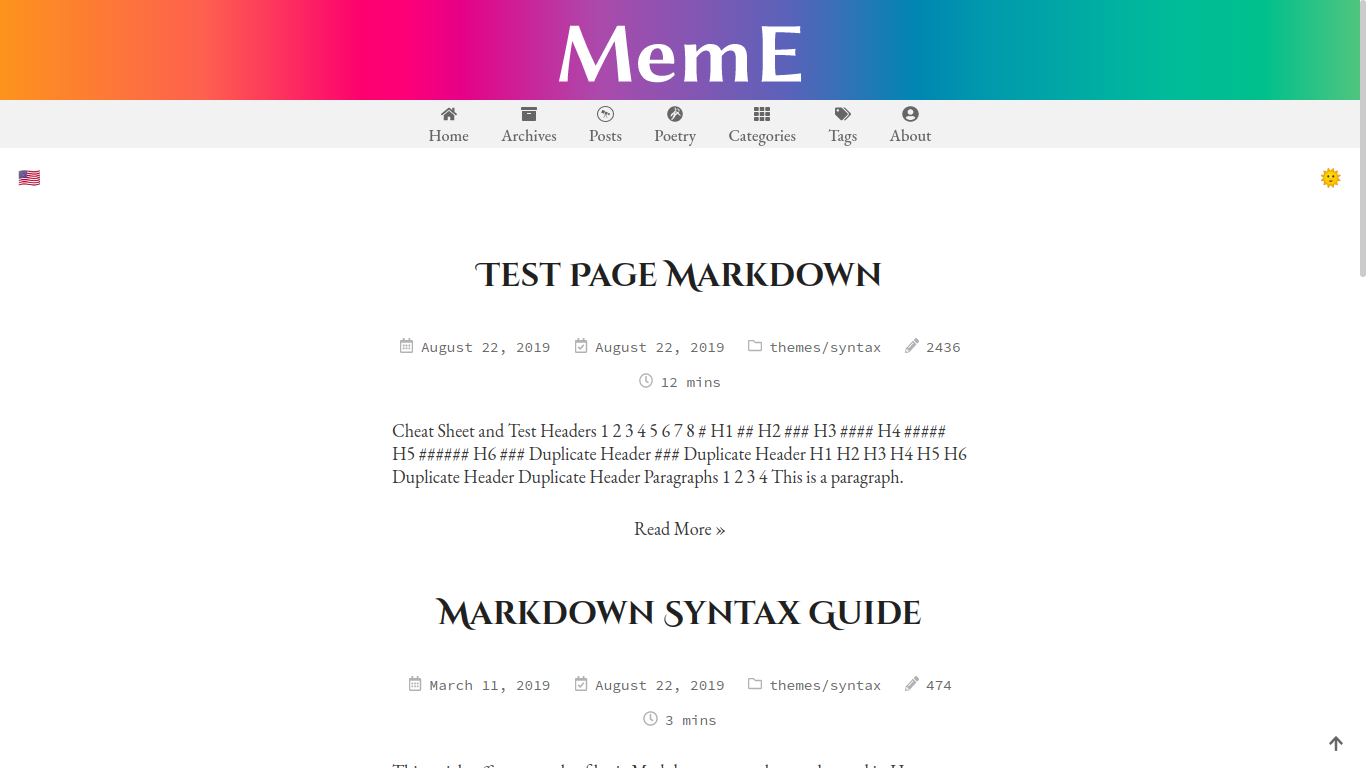 MemE
Home Archives Posts Poetry Categories Tags About
Test Page Markdown
August 22, 2019 August 22, 2019 themes/syntax 2436
12 mins
Cheat Sheet and Test Headers 1 2 3 4 5 6 7 8 # H1 ## H2 ### H3 #### H4 #####
H5 ###### H6 ### Duplicate Header ### Duplicate Header H1 H2 H3 H4 H5 H6
Duplicate Header Duplicate Header Paragraphs 1 2 3 4 This is a paragraph.
Read More »
Markdown Syntax Guide
March 11, 2019 August 22, 2019 themes/syntax 474
3 mins